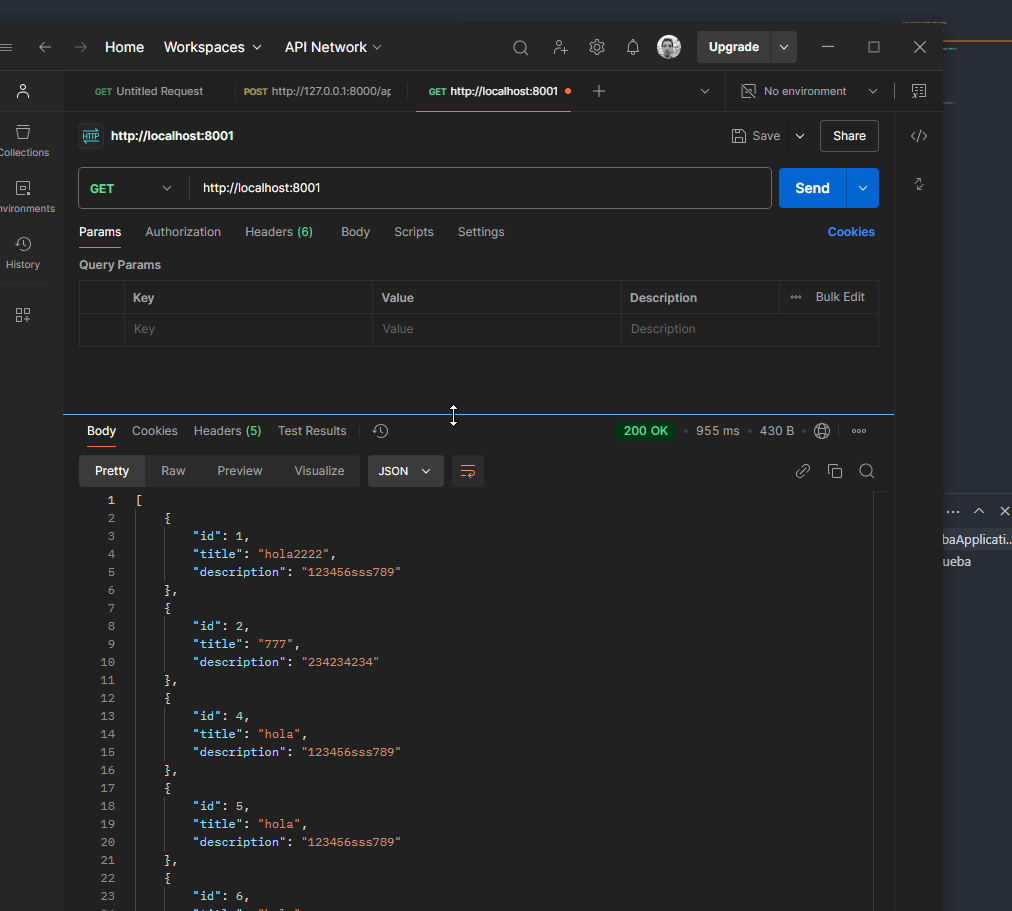 Home Workspaces API Network Upgrade
GET Untitled Request POST http://127.0.0.1:8000/ap GET http://localhost:8001 No environment
HTTP http://localhost:8001 Save Share
Collections
GET http://localhost:8001 Send
nvironments
Params Authorization Headers (6) Body Scripts Settings Cookies
History
Query Params
Key Value Description Bulk Edit
Key Value Description
Body Cookies Headers (5) Test Results 200 OK 955 ms 430 B
Pretty Raw Preview Visualize JSON
1 [
2 {
3 "id": 1,
4 "title": "hola2222",
5 "description": "123456sss789"
6 },
7 {
8 "id": 2,
9 "title": "777",
10 "description": "234234234"
11 },
12 {
13 "id": 4,
14 "title": "hola",
15 "description": "123456sss789"
16 },
17 {
18 "id": 5,
19 "title": "hola",
20 "description": "123456sss789"
21 },
22 {
23 "id": 6,
baApplicati...
ueba